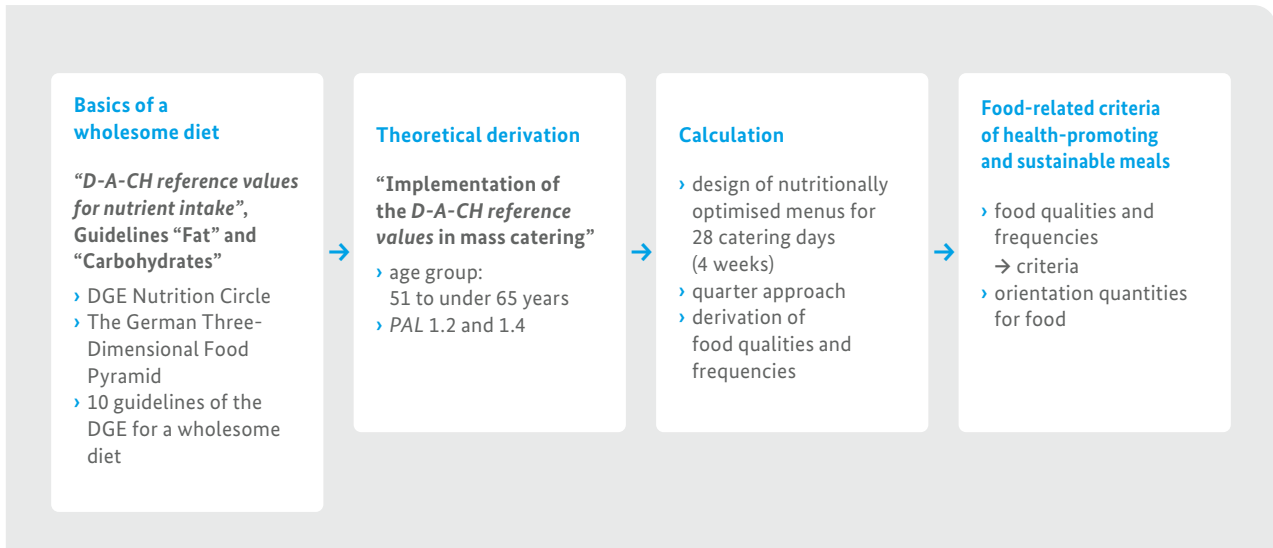 Basics of a
wholesome diet
“D-A-CH reference values
for nutrient intake”,
Guidelines “Fat” and
“Carbohydrates”
› DGE Nutrition Circle
› The German Three-
Dimensional Food
Pyramid
› 10 guidelines of the
DGE for a wholesome
diet
→
Theoretical derivation
“Implementation of
the D-A-CH reference
values in mass catering”
› age group:
51 to under 65 years
› PAL 1.2 and 1.4
→
Calculation
› design of nutritionally
optimised menus for
28 catering days
(4 weeks)
› quarter approach
› derivation of
food qualities and
frequencies
→
Food-related criteria
of health-promoting
and sustainable meals
› food qualities and
frequencies
→ criteria
› orientation quantities
for food